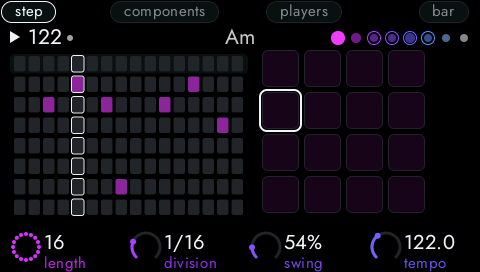 step components players bar
122 Am
16 1/16 54% 122.0
length division swing tempo